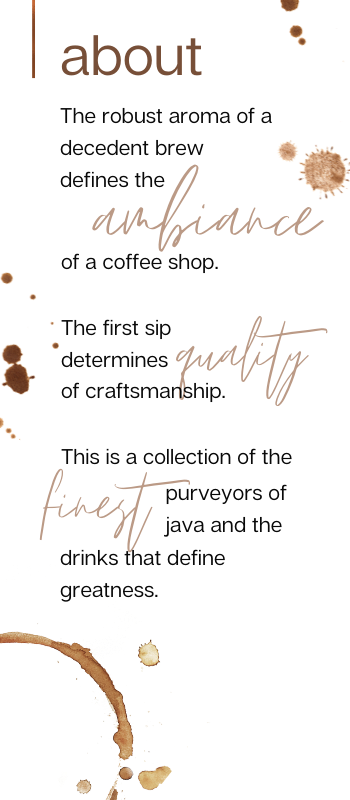 about
The robust aroma of a
decedent brew
defines the
ambiance
of a coffee shop.
The first sip
determines quality
of craftsmanship.
This is a collection of the
finest purveyors of
java and the
drinks that define
greatness.